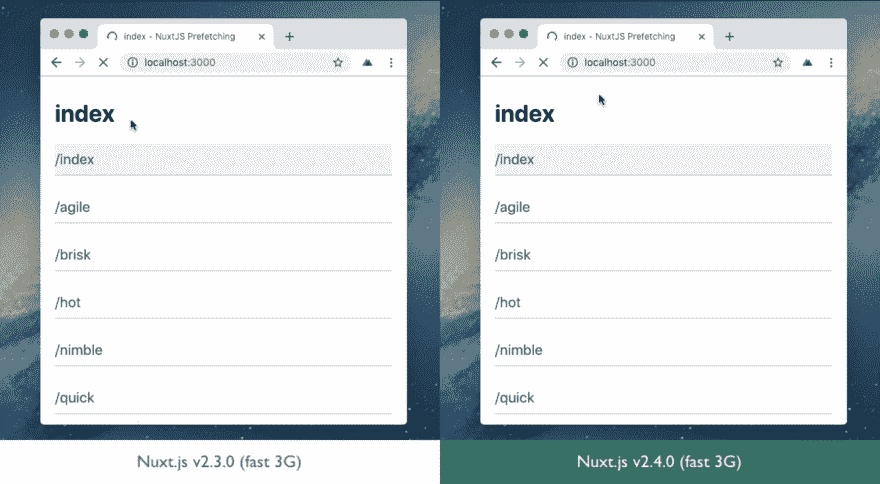 index - NuxtJS Prefetching
localhost:3000
index
/index
/agile
/brisk
/hot
/nimble
/quick
Nuxt.js v2.3.0 (fast 3G)
index - NuxtJS Prefetching
localhost:3000
index
/index
/agile
/brisk
/hot
/nimble
/quick
Nuxt.js v2.4.0 (fast 3G)